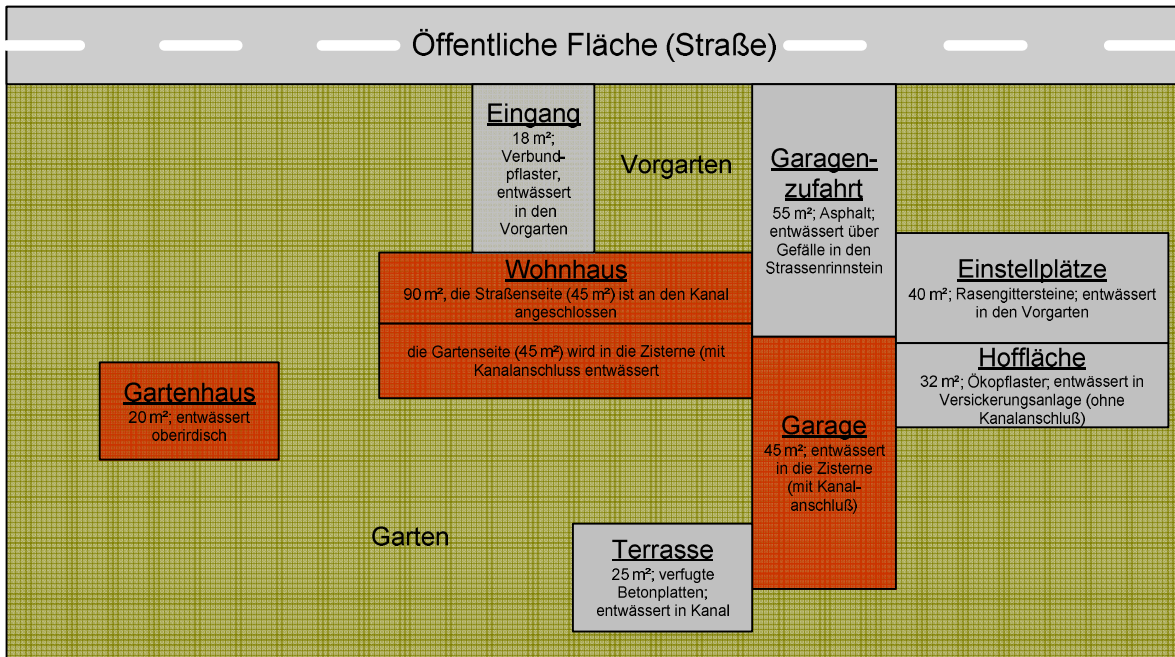 Öffentliche Fläche (Straße)
Eingang
18 m²;
Verbund-
pflaster,
entwässert
in den
Vorgarten
Vorgarten
Garagen-
zufahrt
55 m²; Asphalt;
entwässert über
Gefälle in den
Strassenrinnstein
Wohnhaus
90 m², die Straßenseite (45 m²) ist an den Kanal
angeschlossen
die Gartenseite (45 m²) wird in die Zisterne (mit
Kanalanschluss entwässert
Einstellplätze
40 m²; Rasengittersteine; entwässert
in den Vorgarten
Hoffläche
32 m²; Ökopflaster; entwässert in
Versickerungsanlage (ohne
Kanalanschluß)
Gartenhaus
20 m²; entwässert
oberirdisch
Garage
45 m²; entwässert
in die Zisterne
(mit Kanal-
anschluß)
Garten
Terrasse
25 m²; verfugte
Betonplatten;
entwässert in Kanal